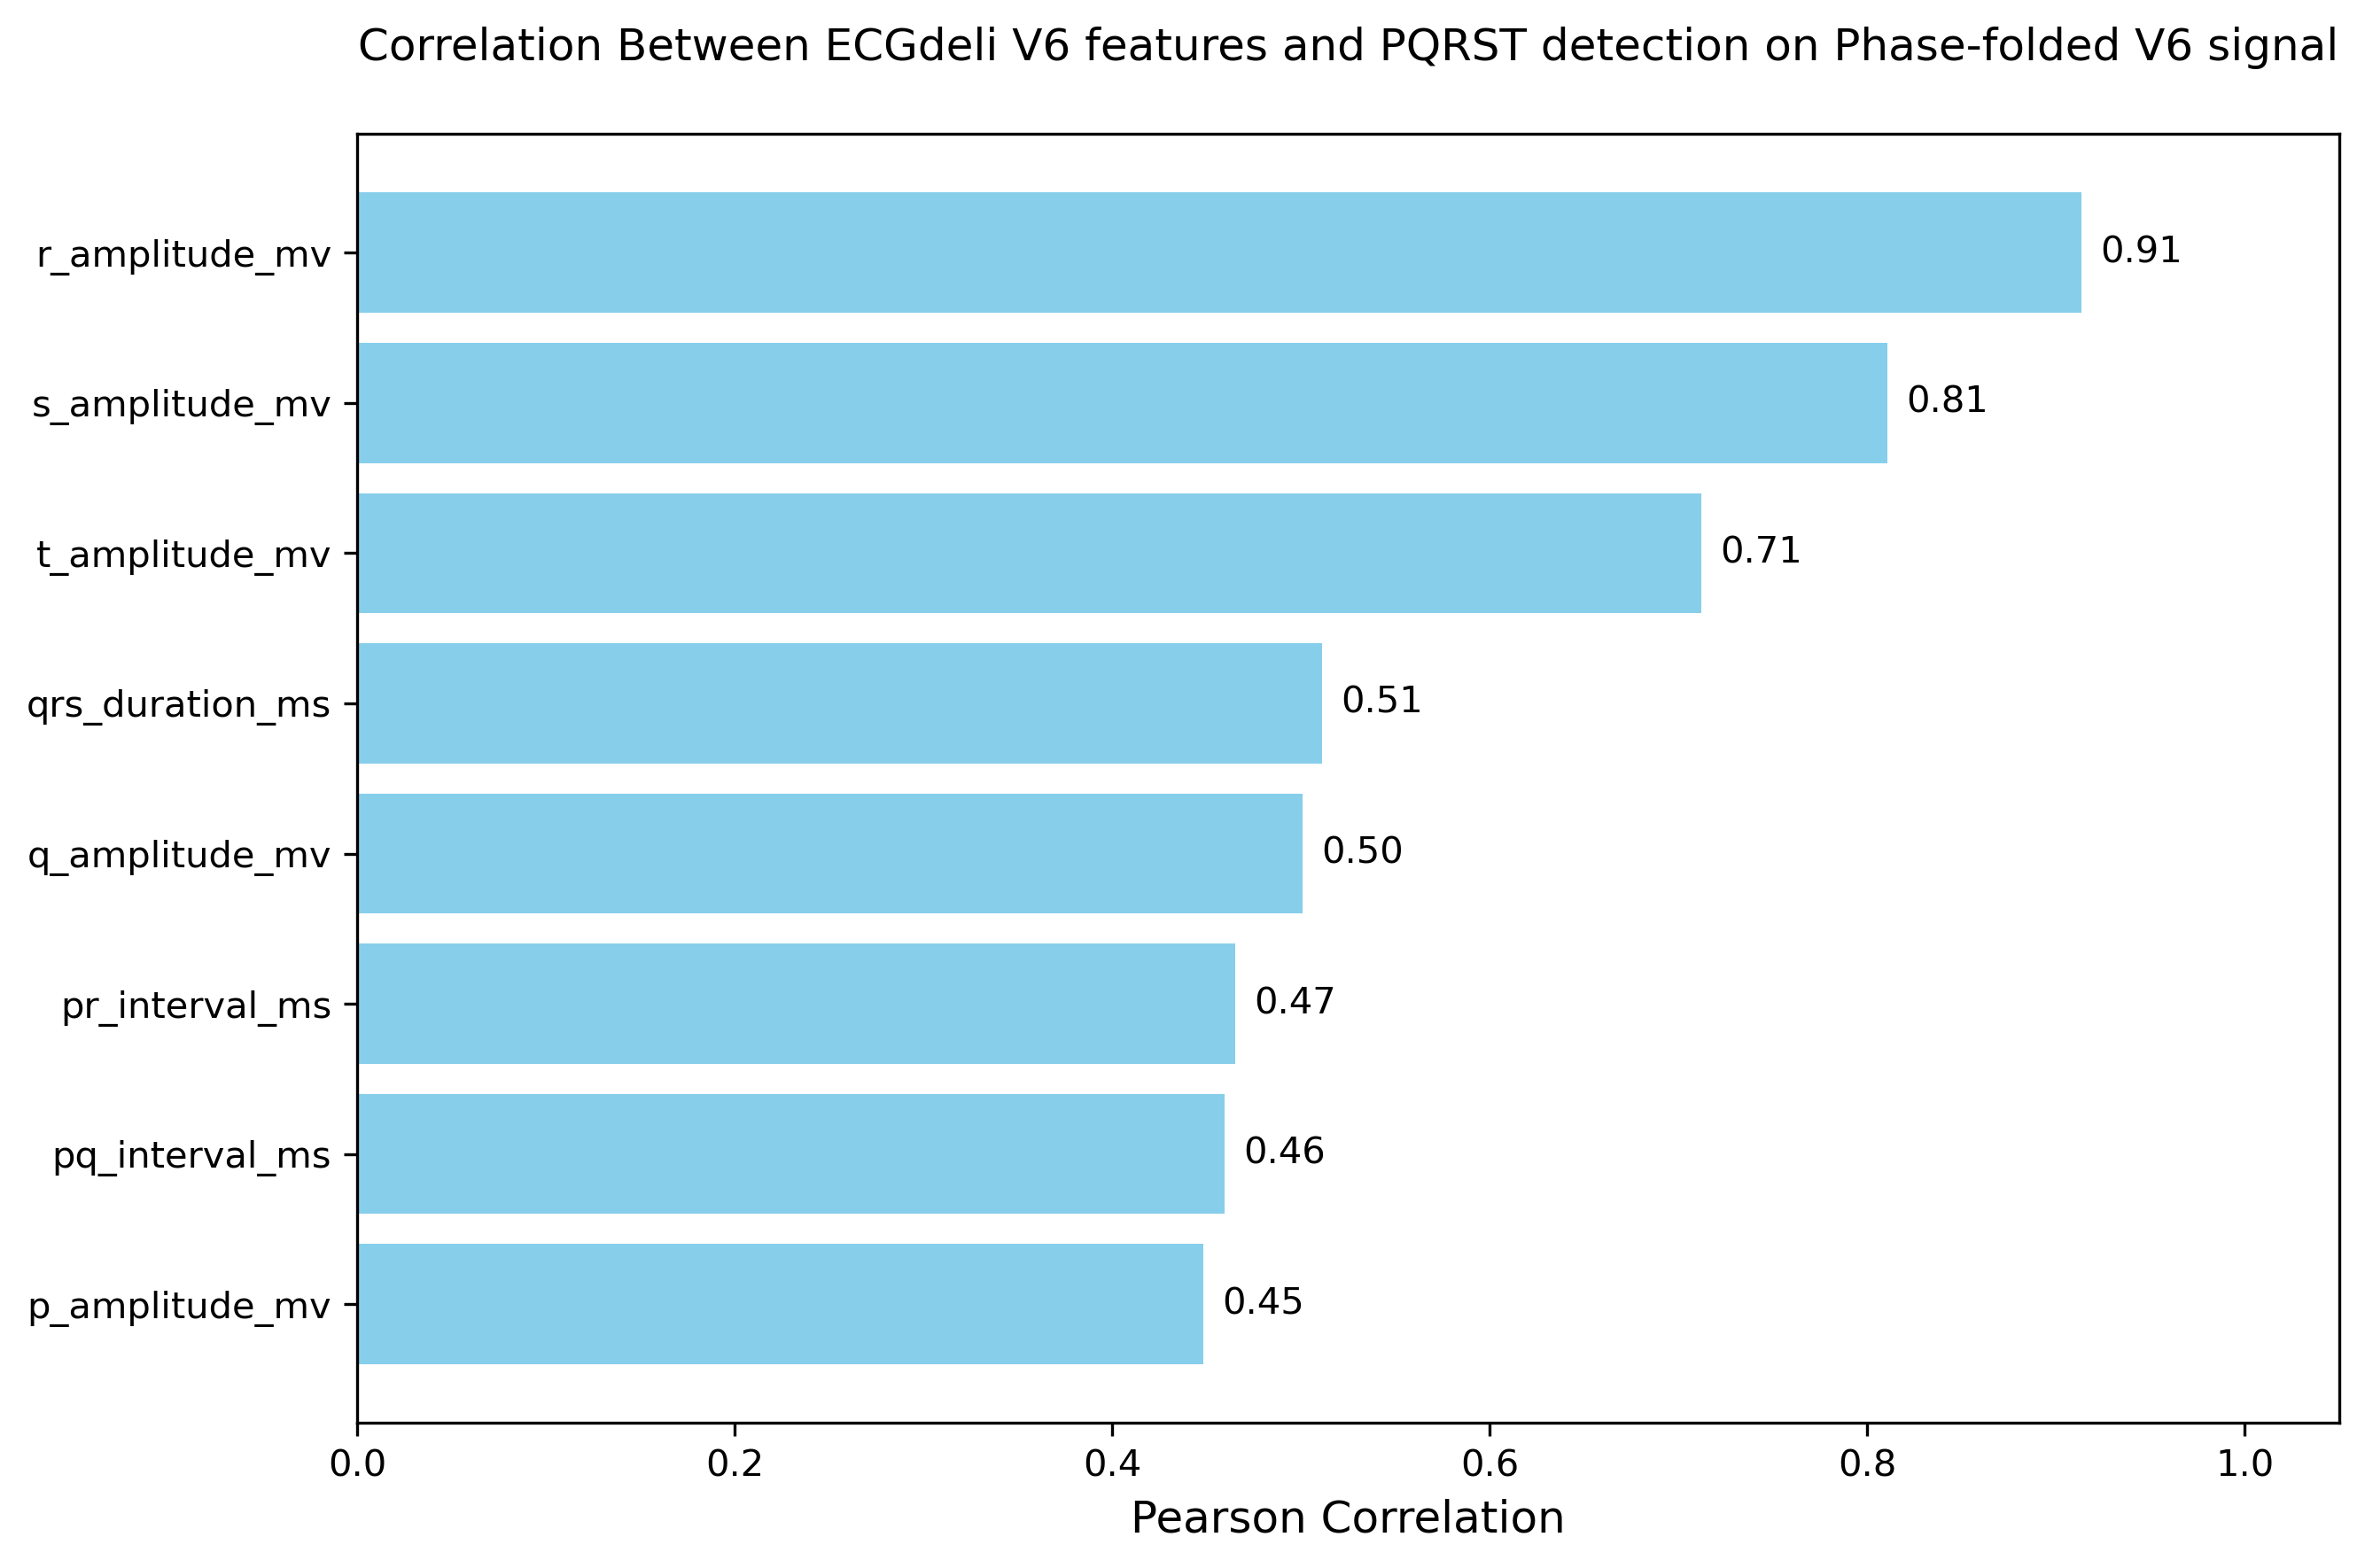 Correlation Between ECGdeli V6 features and PQRST detection on Phase-folded V6 signal
r_amplitude_mv 0.91
s_amplitude_mv 0.81
t_amplitude_mv 0.71
qrs_duration_ms 0.51
q_amplitude_mv 0.50
pr_interval_ms 0.47
pq_interval_ms 0.46
p_amplitude_mv 0.45
0.0 0.2 0.4 0.6 0.8 1.0
Pearson Correlation